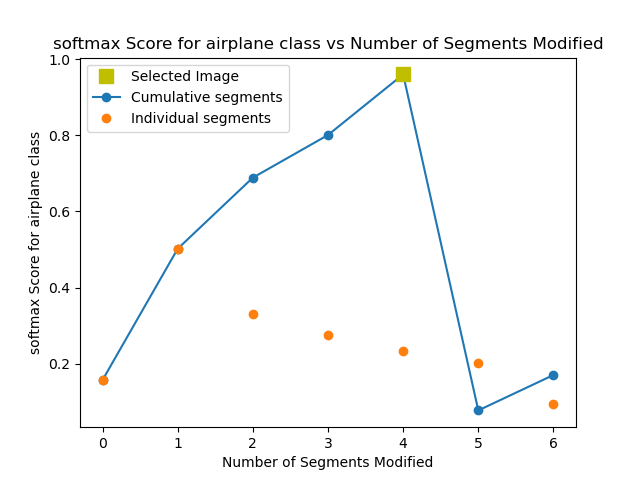 softmax Score for airplane class vs Number of Segments Modified
Selected Image
Cumulative segments
Individual segments
softmax Score for airplane class
1.0
0.8
0.6
0.4
0.2
0 1 2 3 4 5 6
Number of Segments Modified